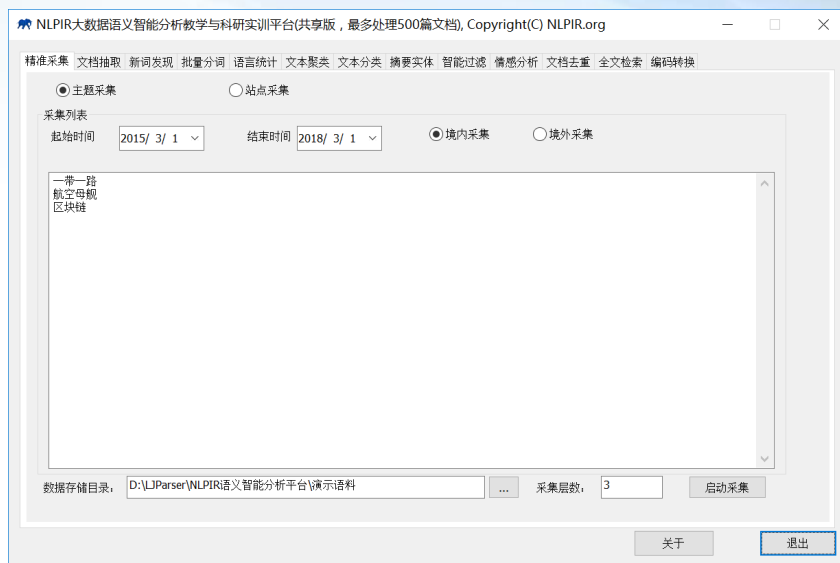 NLPIR大数据语义智能分析教学与科研实训平台(共享版，最多处理500篇文档), Copyright(C) NLPIR.org
精准采集 文档抽取 新词发现 批量分词 语言统计 文本聚类 文本分类 摘要实体 智能过滤 情感分析 文档去重 全文检索 编码转换
主题采集 站点采集
采集列表
起始时间 2015/ 3/ 1 结束时间 2018/ 3/ 1 境内采集 境外采集
一带一路
航空母舰
区块链
数据存储目录： D:\LJParser\NLPIR语义智能分析平台\演示语料 ... 采集层数： 3 启动采集
关于 退出